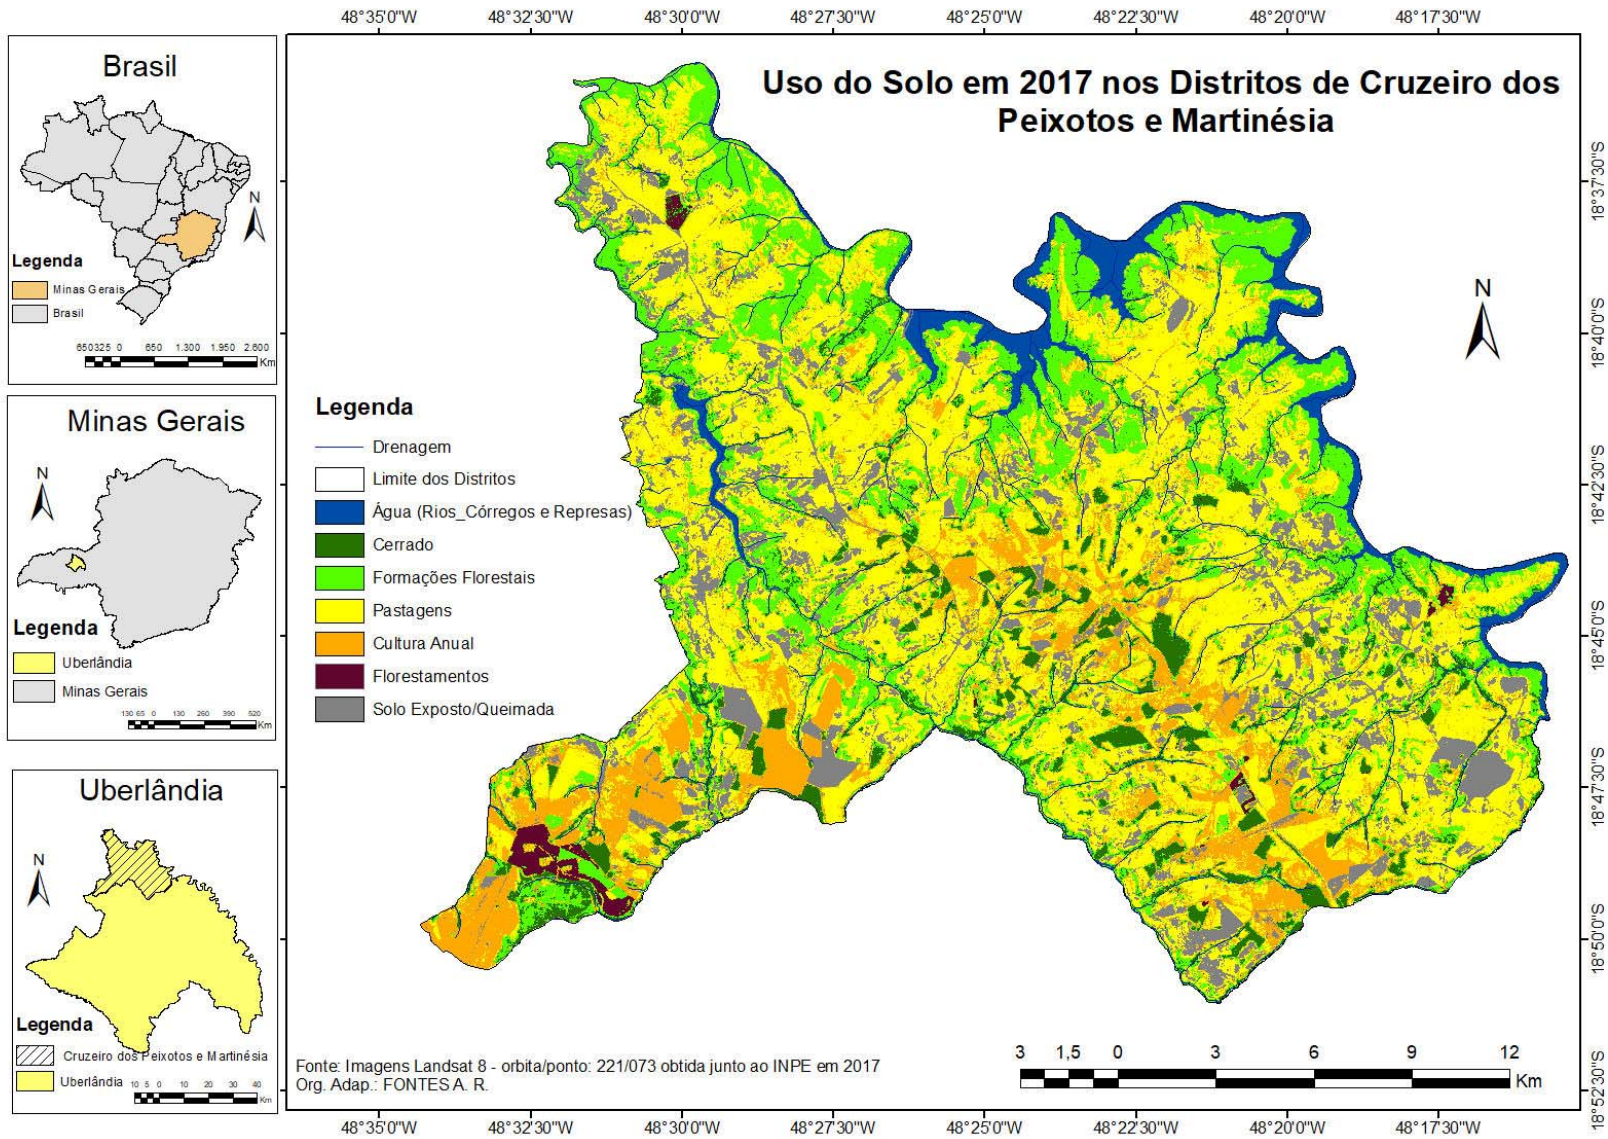 48°35'0"W 48°32'30"W 48°30'0"W 48°27'30"W 48°25'0"W 48°22'30"W 48°20'0"W 48°17'30"W
Uso do Solo em 2017 nos Distritos de Cruzeiro dos
Peixotos e Martinésia
Brasil
N
Legenda
Minas Gerais
Brasil
650325 0 650 1.300 1.950 2.600
Km
Minas Gerais
N
Legenda
Uberlândia
Minas Gerais
130 65 0 130 260 390 520
Km
Uberlândia
N
Legenda
Cruzeiro dos Peixotos e Martinésia
Uberlândia
10 5 0 10 20 30 40
Km
N
Legenda
Drenagem
Limite dos Distritos
Água (Rios_Córregos e Represas)
Cerrado
Formações Florestais
Pastagens
Cultura Anual
Florestamentos
Solo Exposto/Queimada
18°37'30"S
18°40'0"S
18°42'30"S
18°45'0"S
18°47'30"S
18°50'0"S
18°52'30"S
Fonte: Imagens Landsat 8 - orbita/ponto: 221/073 obtida junto ao INPE em 2017
Org. Adap.: FONTES A. R.
3 1,5 0 3 6 9 12
Km
48°35'0"W 48°32'30"W 48°30'0"W 48°27'30"W 48°25'0"W 48°22'30"W 48°20'0"W 48°17'30"W